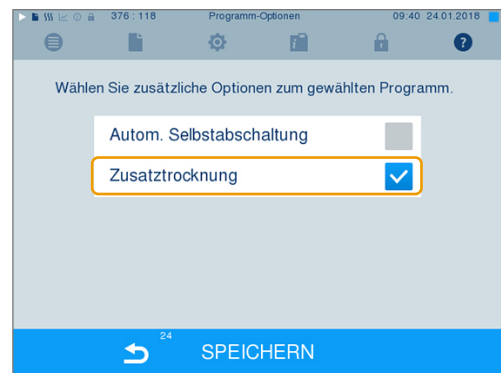 376 : 118 Programm-Optionen 09:40 24.01.2018
Wählen Sie zusätzliche Optionen zum gewählten Programm.
Autom. Selbstabschaltung
Zusatztrocknung
24
SPEICHERN